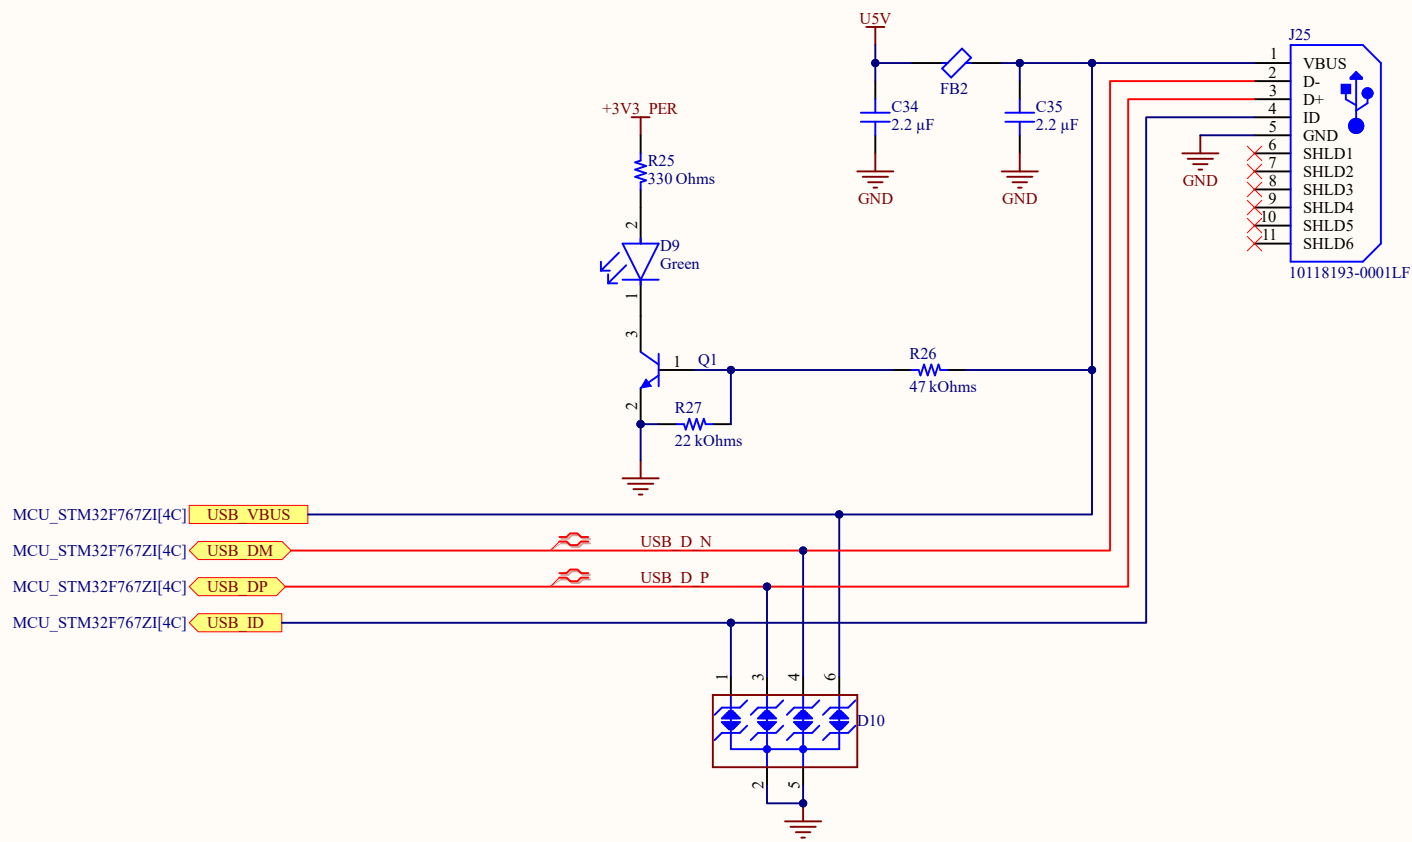 U5V
J25
1
VBUS
2
D-
FB2
3
D+
+3V3_PER
C34
2.2 µF
C35
2.2 µF
4
ID
5
GND
6
SHLD1
R25
330 Ohms
7
SHLD2
GND
GND
GND
8
SHLD3
9
SHLD4
10
SHLD5
11
SHLD6
2
D9
Green
10118193-0001LF
1
3
1
Q1
R26
47 kOhms
2
R27
22 kOhms
MCU_STM32F767ZI[4C] USB_VBUS
MCU_STM32F767ZI[4C] USB_DM
USB_D_N
MCU_STM32F767ZI[4C] USB_DP
USB_D_P
MCU_STM32F767ZI[4C] USB_ID
1 3 4 6
D10
2 5